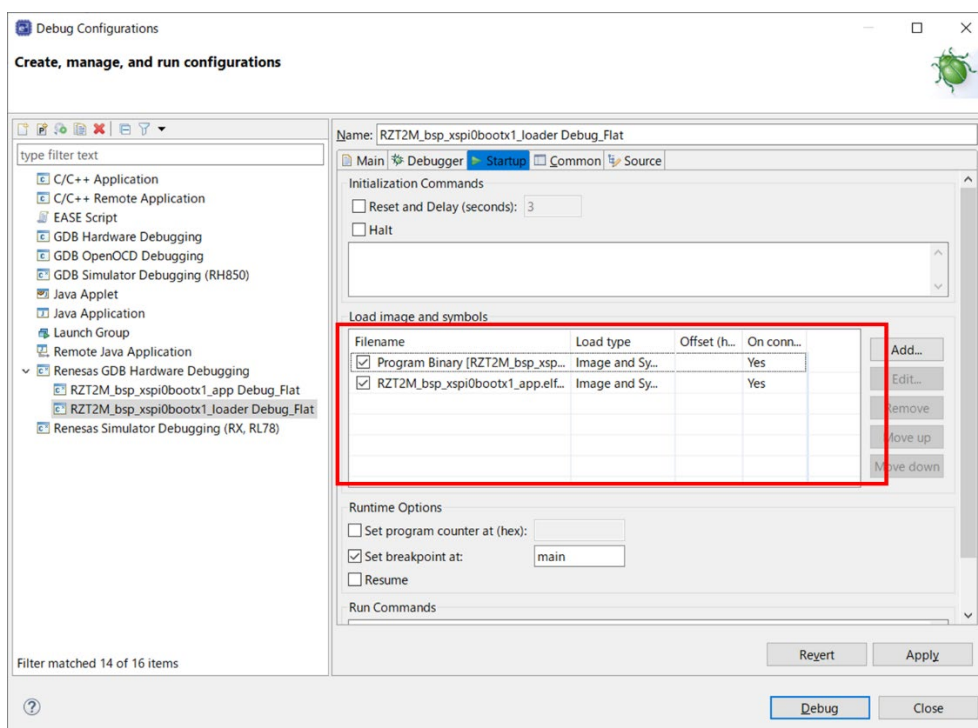 Debug Configurations
Create, manage, and run configurations
type filter text
C/C++ Application
C/C++ Remote Application
EASE Script
GDB Hardware Debugging
GDB OpenOCD Debugging
GDB Simulator Debugging (RH850)
Java Applet
Java Application
Launch Group
Remote Java Application
Renesas GDB Hardware Debugging
RZT2M_bsp_xspi0bootx1_app Debug_Flat
RZT2M_bsp_xspi0bootx1_loader Debug_Flat
Renesas Simulator Debugging (RX, RL78)
Filter matched 14 of 16 items
Name: RZT2M_bsp_xspi0bootx1_loader Debug_Flat
Main Debugger Startup Common Source
Initialization Commands
Reset and Delay (seconds): 3
Halt
Load image and symbols
Filename Load type Offset (h... On conn...
Program Binary [RZT2M_bsp_xsp... Image and Sy... Yes
RZT2M_bsp_xspi0bootx1_app.elf... Image and Sy... Yes
Add...
Edit...
Remove
Move up
Move down
Runtime Options
Set program counter at (hex):
Set breakpoint at: main
Resume
Run Commands
Revert Apply
Debug Close